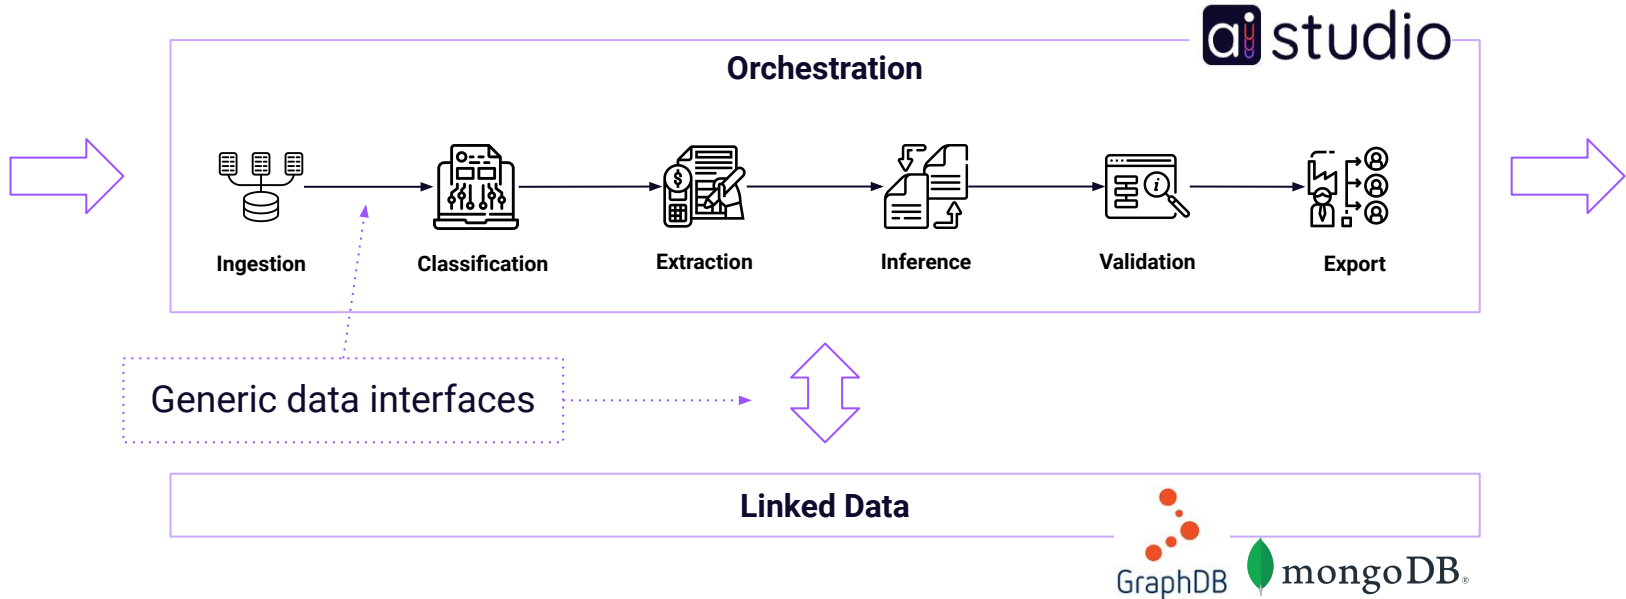 ai studio
Orchestration
Ingestion
Classification
Extraction
Inference
Validation
Export
Generic data interfaces
Linked Data
GraphDB
mongoDB®